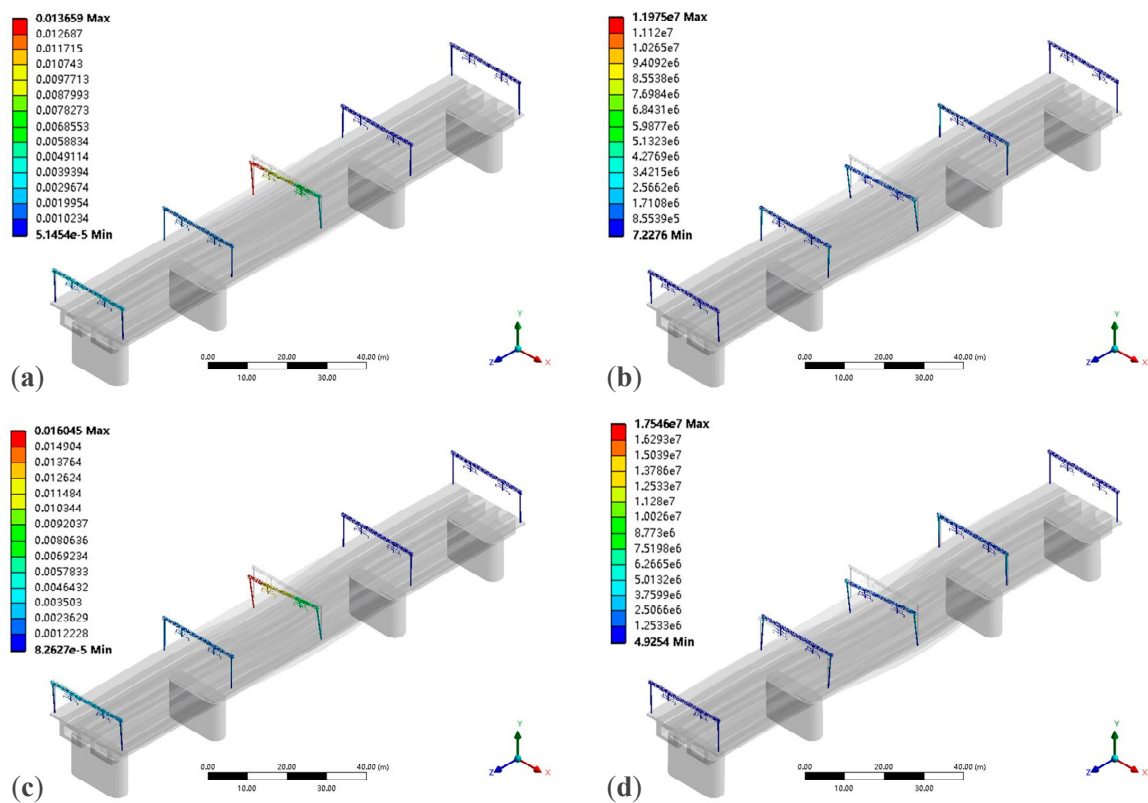 0.013659 Max
0.012687
0.011715
0.010743
0.0097713
0.0087993
0.0078273
0.0068553
0.0058834
0.0049114
0.0039394
0.0029674
0.0019954
0.0010234
5.1454e-5 Min
Y
Z
X
0.00 20.00 40.00 (m)
10.00 30.00
(a)
1.1975e7 Max
1.112e7
1.0265e7
9.4092e6
8.5538e6
7.6984e6
6.8431e6
5.9877e6
5.1323e6
4.2769e6
3.4215e6
2.5662e6
1.7108e6
8.5539e5
7.2276 Min
Y
Z
X
0.00 20.00 40.00 (m)
10.00 30.00
(b)
0.016045 Max
0.014904
0.013764
0.012624
0.011484
0.010344
0.0092037
0.0080636
0.0069234
0.0057833
0.0046432
0.003503
0.0023629
0.0012228
8.2627e-5 Min
Y
Z
X
0.00 20.00 40.00 (m)
10.00 30.00
(c)
1.7546e7 Max
1.6293e7
1.5039e7
1.3786e7
1.2533e7
1.128e7
1.0026e7
8.773e6
7.5198e6
6.2665e6
5.0132e6
3.7599e6
2.5066e6
1.2533e6
4.9254 Min
Y
Z
X
0.00 20.00 40.00 (m)
10.00 30.00
(d)